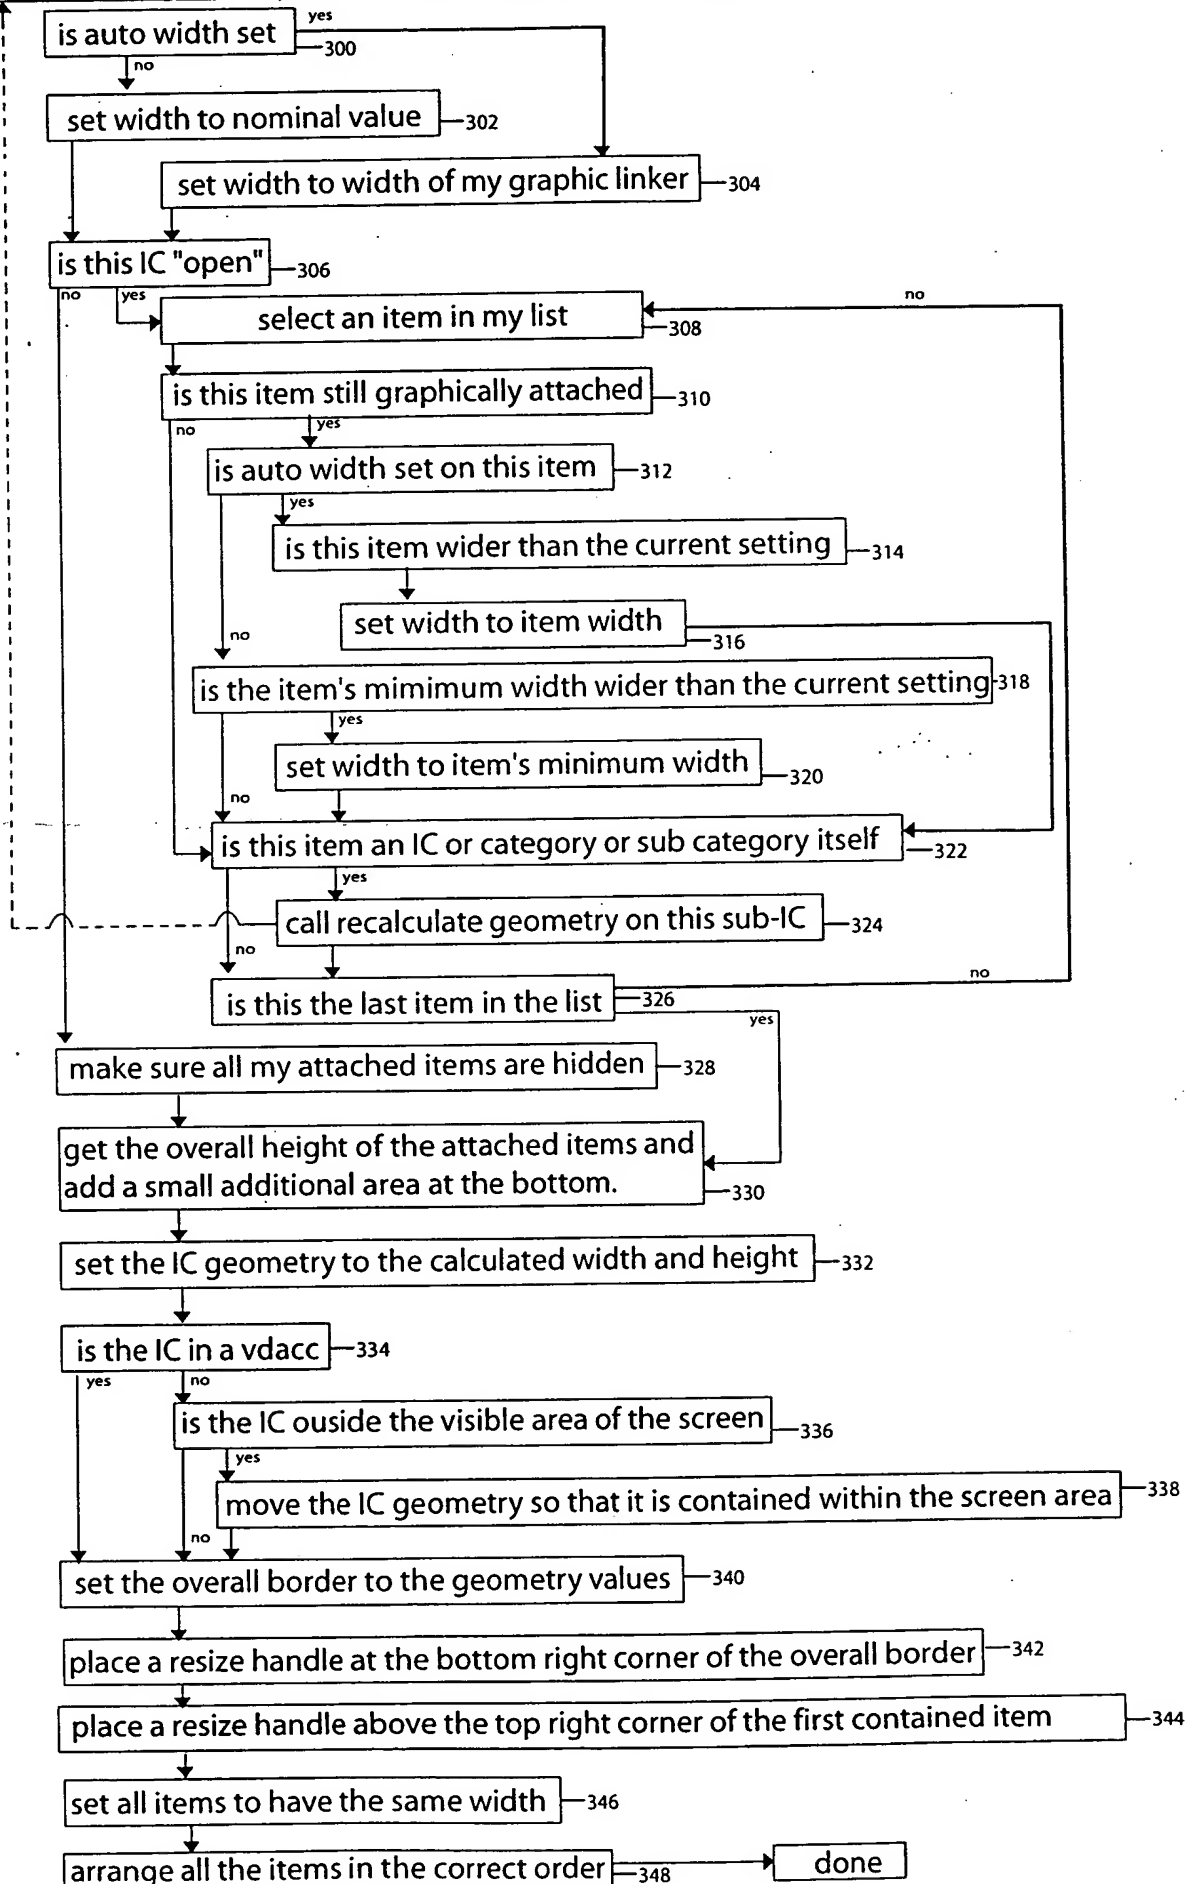 yes
is auto width set
300
no
set width to nominal value
302
set width to width of my graphic linker
304
is this IC "open"
306
no
yes
no
select an item in my list
308
is this item still graphically attached
310
no
yes
is auto width set on this item
312
yes
is this item wider than the current setting
314
set width to item width
316
no
is the item's mimimum width wider than the current setting
318
yes
set width to item's minimum width
320
no
is this item an IC or category or sub category itself
322
yes
call recalculate geometry on this sub-IC
324
no
no
is this the last item in the list
326
yes
make sure all my attached items are hidden
328
get the overall height of the attached items and
add a small additional area at the bottom.
330
set the IC geometry to the calculated width and height
332
is the IC in a vdacc
334
yes
no
is the IC ouside the visible area of the screen
336
yes
move the IC geometry so that it is contained within the screen area
338
no
set the overall border to the geometry values
340
place a resize handle at the bottom right corner of the overall border
342
place a resize handle above the top right corner of the first contained item
344
set all items to have the same width
346
arrange all the items in the correct order
348
done